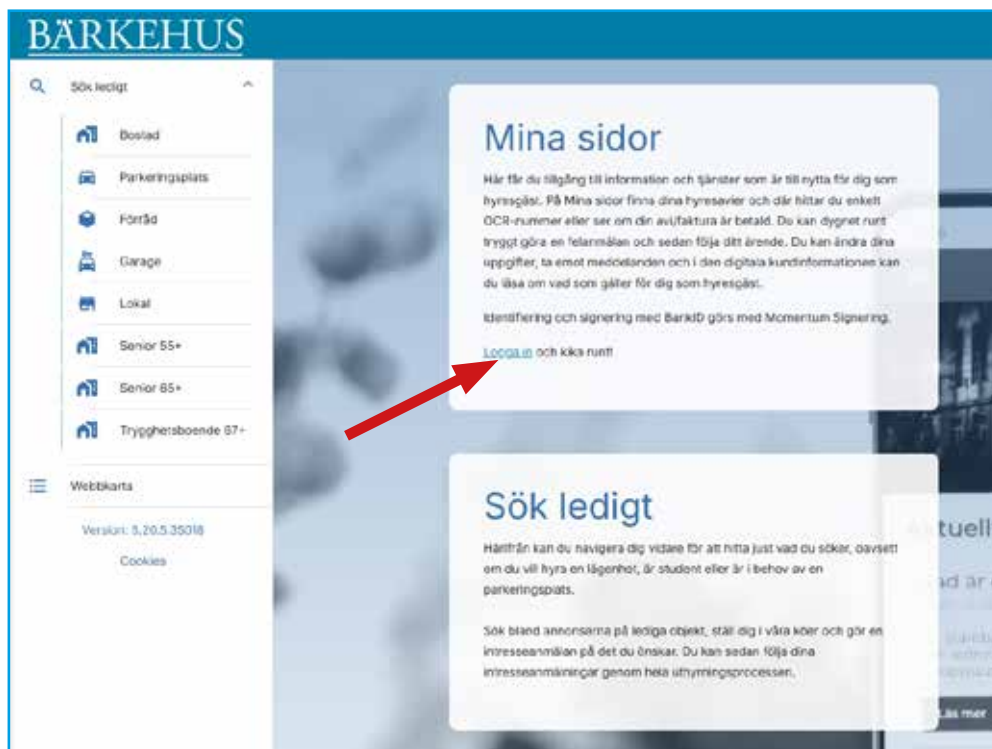 BÄRKEHUS
Sök ledigt
Bostad
Parkeringsplats
Förråd
Garage
Lokal
Senior 55+
Senior 65+
Trygghetsboende 67+
Webbkarta
Version: 5.20.5.35018
Cookies
Mina sidor
Här får du tillgång till information och tjänster som är till nytta för dig som
hyresgäst. På Mina sidor finns dina hyresavier och där hittar du enkelt
OCR-nummer eller ser om din avi/faktura är betald. Du kan dygnet runt
tryggt göra en felanmälan och sedan följa ditt ärende. Du kan ändra dina
uppgifter, ta emot meddelanden och i den digitala kundinformationen kan
du läsa om vad som gäller för dig som hyresgäst.
Identifiering och signering med BankID görs med Momentum Signering.
Logga in och kika runt!
Sök ledigt
Härifrån kan du navigera dig vidare för att hitta just vad du söker, oavsett
om du vill hyra en lägenhet, är student eller är i behov av en
parkeringsplats.
Sök bland annonserna på lediga objekt, ställ dig i våra köer och gör en
intresseanmälan på det du önskar. Du kan sedan följa dina
intresseanmälningar genom hela uthyrningsprocessen.
tuell
ad är
Läs mer